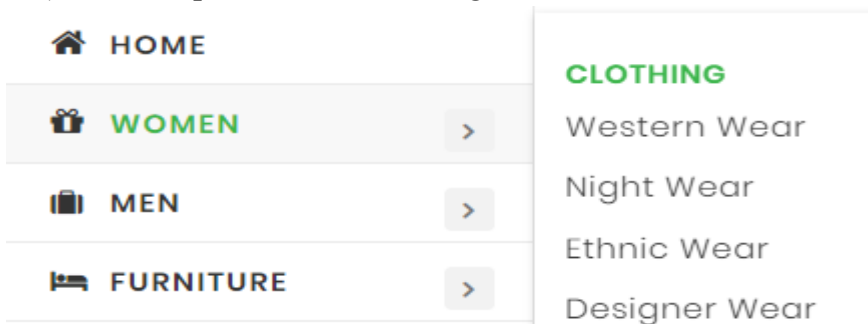 HOME
WOMEN
MEN
FURNITURE
CLOTHING
Western Wear
Night Wear
Ethnic Wear
Designer Wear